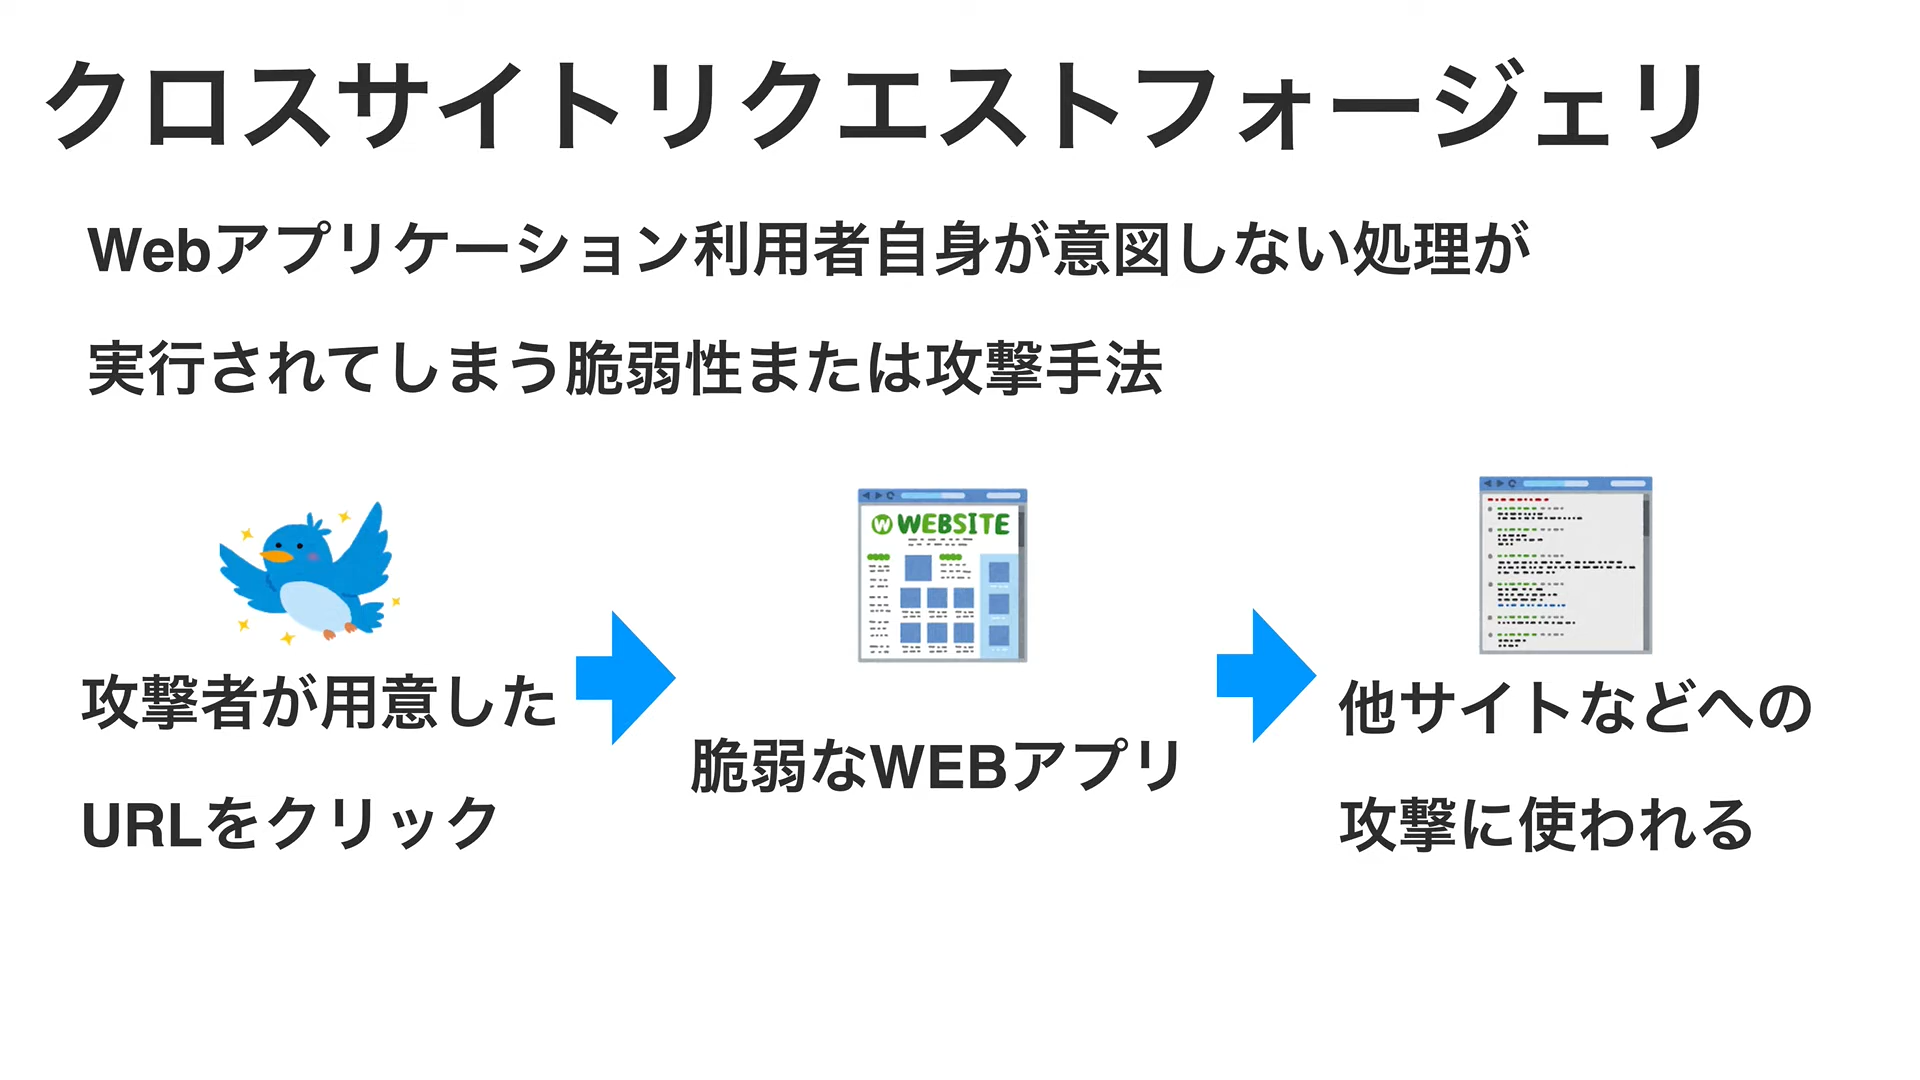 クロスサイトリクエストフォージェリ
Webアプリケーション利用者自身が意図しない処理が
実行されてしまう脆弱性または攻撃手法
攻撃者が用意した
URLをクリック
W WEBSITE
脆弱なWEBアプリ
他サイトなどへの
攻撃に使われる